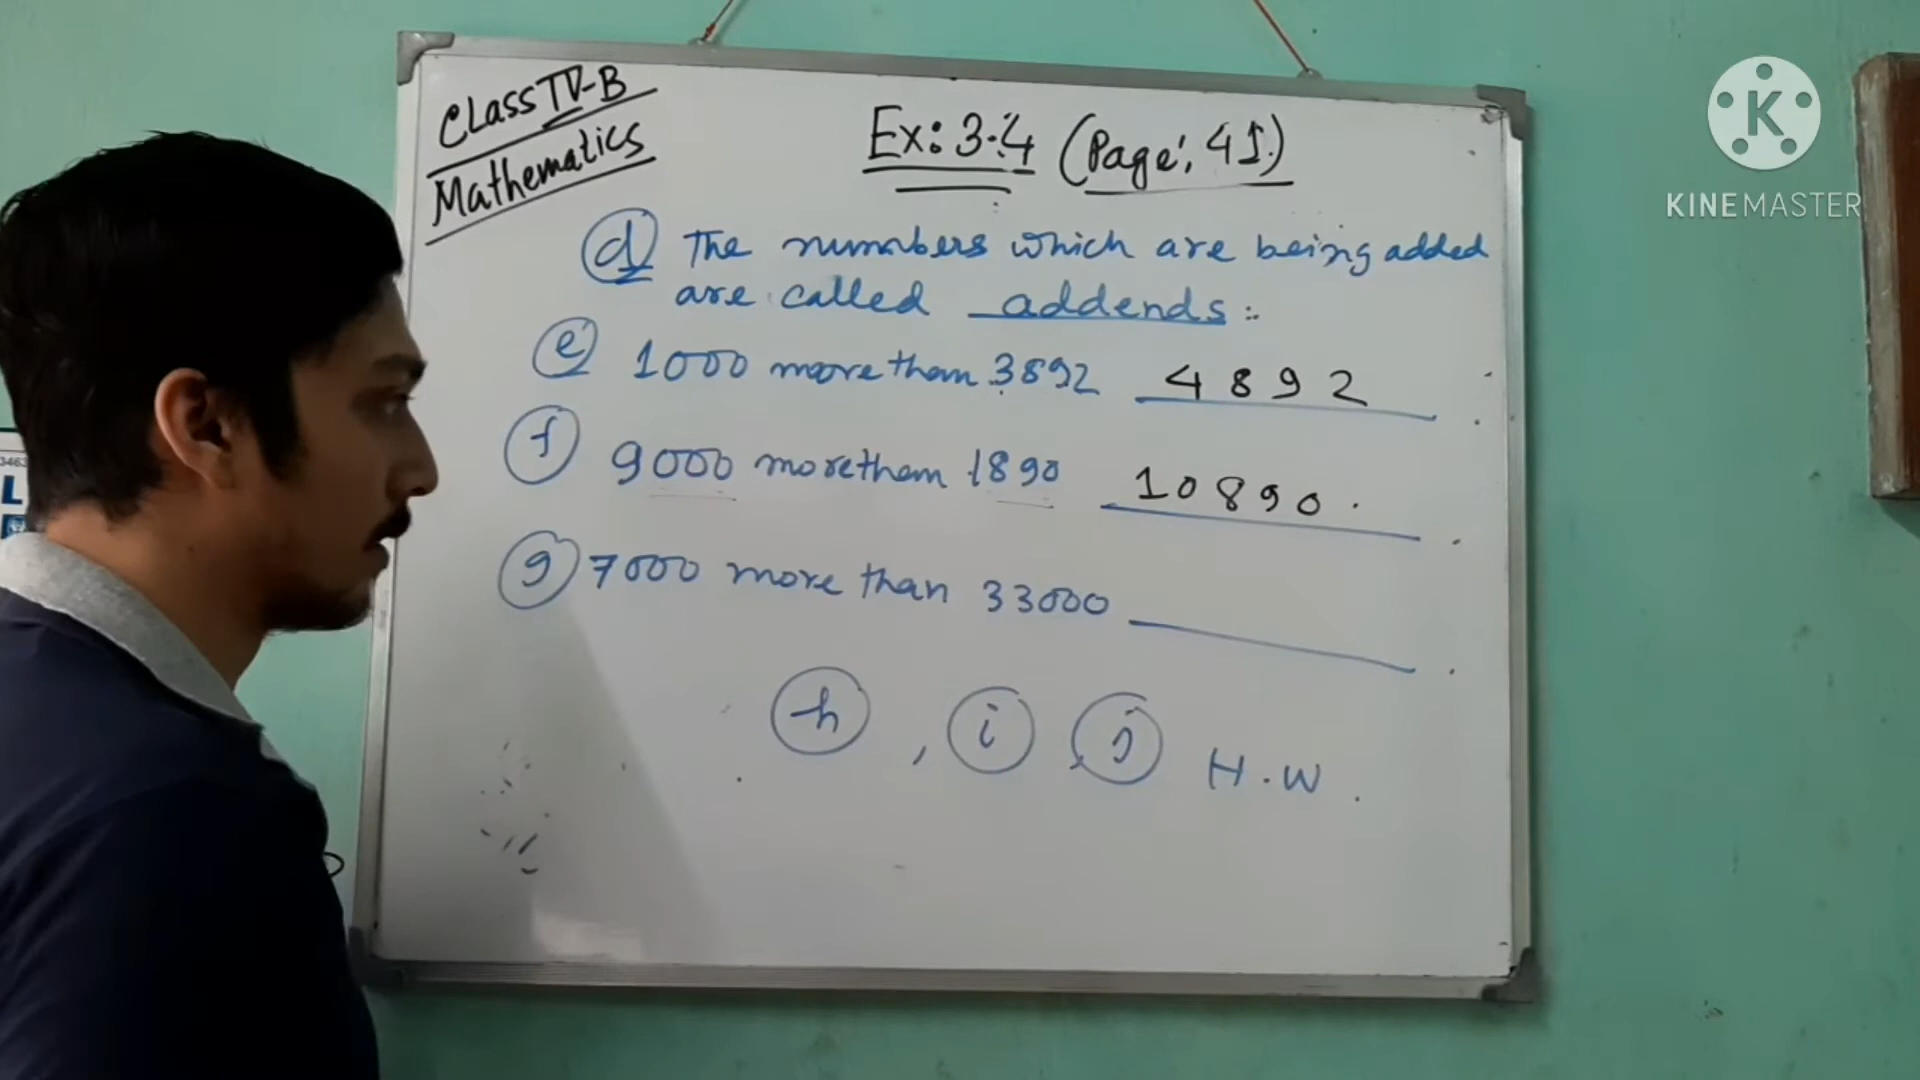 Class IV-B
Mathematics
Ex: 3.4 (Page: 41)
d The numbers which are being added
are called addends.
e 1000 more than 3892 4892
f 9000 more than 1890 10890.
g 7000 more than 33000
h, i, j H.W.
KINEMASTER
K
3463
L